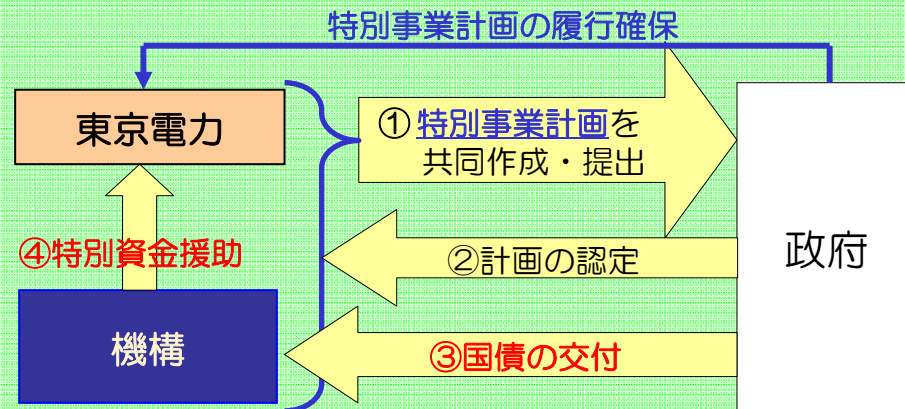 特別事業計画の履行確保
東京電力
①特別事業計画を
共同作成・提出
④特別資金援助
②計画の認定
政府
機構
③国債の交付